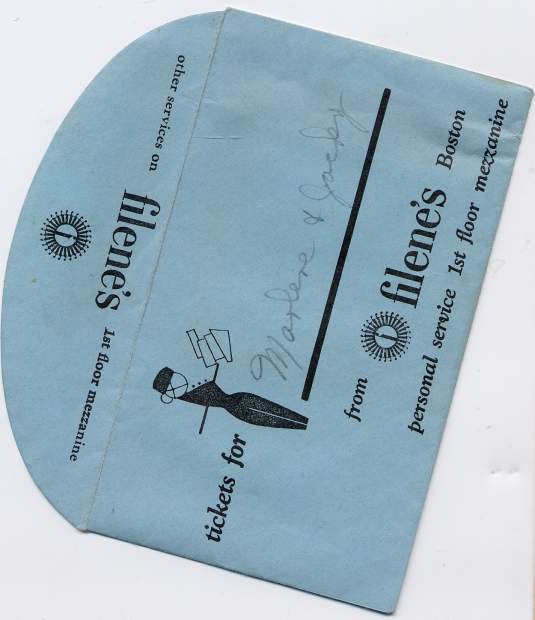 other services on
filene's
1st floor mezzanine
tickets for
Marlene & Jacky
from
filene's Boston
personal service 1st floor mezzanine